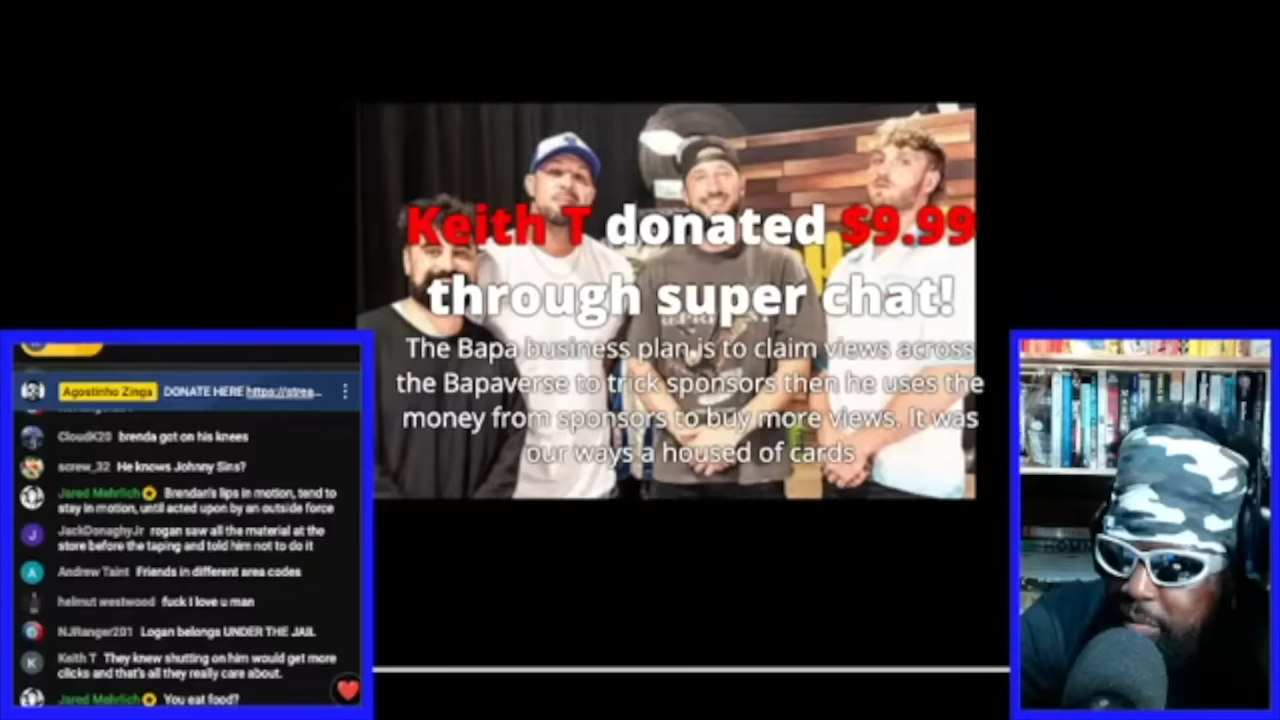 Keith T donated $9.99
through super chat!
The Bapa business plan is to claim views across
the Bapaverse to trick sponsors then he uses the
money from sponsors to buy more views. It was
our ways a housed of cards
Agostinho Zinga DONATE HERE https://strea...
CloudK20 brenda got on his knees
screw_32 He knows Johnny Sins?
Jared Mehrlich Brendan's lips in motion, tend to
stay in motion, until acted upon by an outside force
JackDonaghyJr rogan saw all the material at the
store before the taping and told him not to do it
Andrew Taint Friends in different area codes
helmut westwood fuck I love u man
NJRanger201 Logan belongs UNDER THE JAIL
Keith T They knew shutting on him would get more
clicks and that's all they really care about.
Jared Mehrlich You eat food?